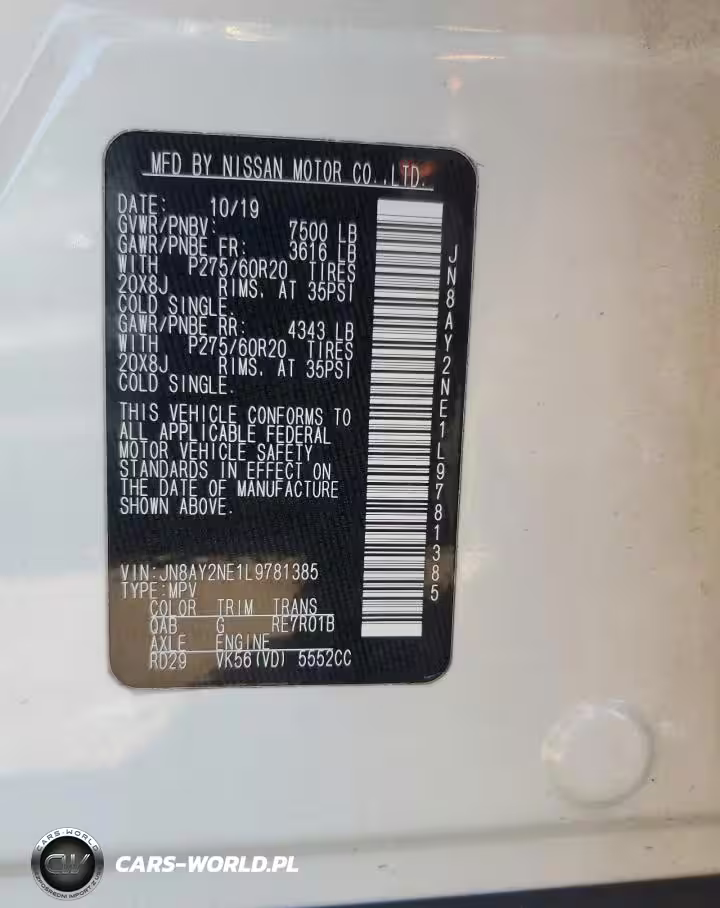 MFD BY NISSAN MOTOR CO.,LTD.
DATE: 10/19
GVWR/PNBV: 7500 LB
GAWR/PNBE FR: 3616 LB
WITH P275/60R20 TIRES
20X8J RIMS, AT 35PSI
COLD SINGLE.
GAWR/PNBE RR: 4343 LB
WITH P275/60R20 TIRES
20X8J RIMS, AT 35PSI
COLD SINGLE.
THIS VEHICLE CONFORMS TO
ALL APPLICABLE FEDERAL
MOTOR VEHICLE SAFETY
STANDARDS IN EFFECT ON
THE DATE OF MANUFACTURE
SHOWN ABOVE.
VIN:JN8AY2NE1L9781385
TYPE:MPV
COLOR TRIM TRANS
QAB G RE7R01B
AXLE ENGINE
RD29 VK56(VD) 5552CC
JN8AY2NE1L9781385
CARS-WORLD
CW
CARS-WORLD.PL